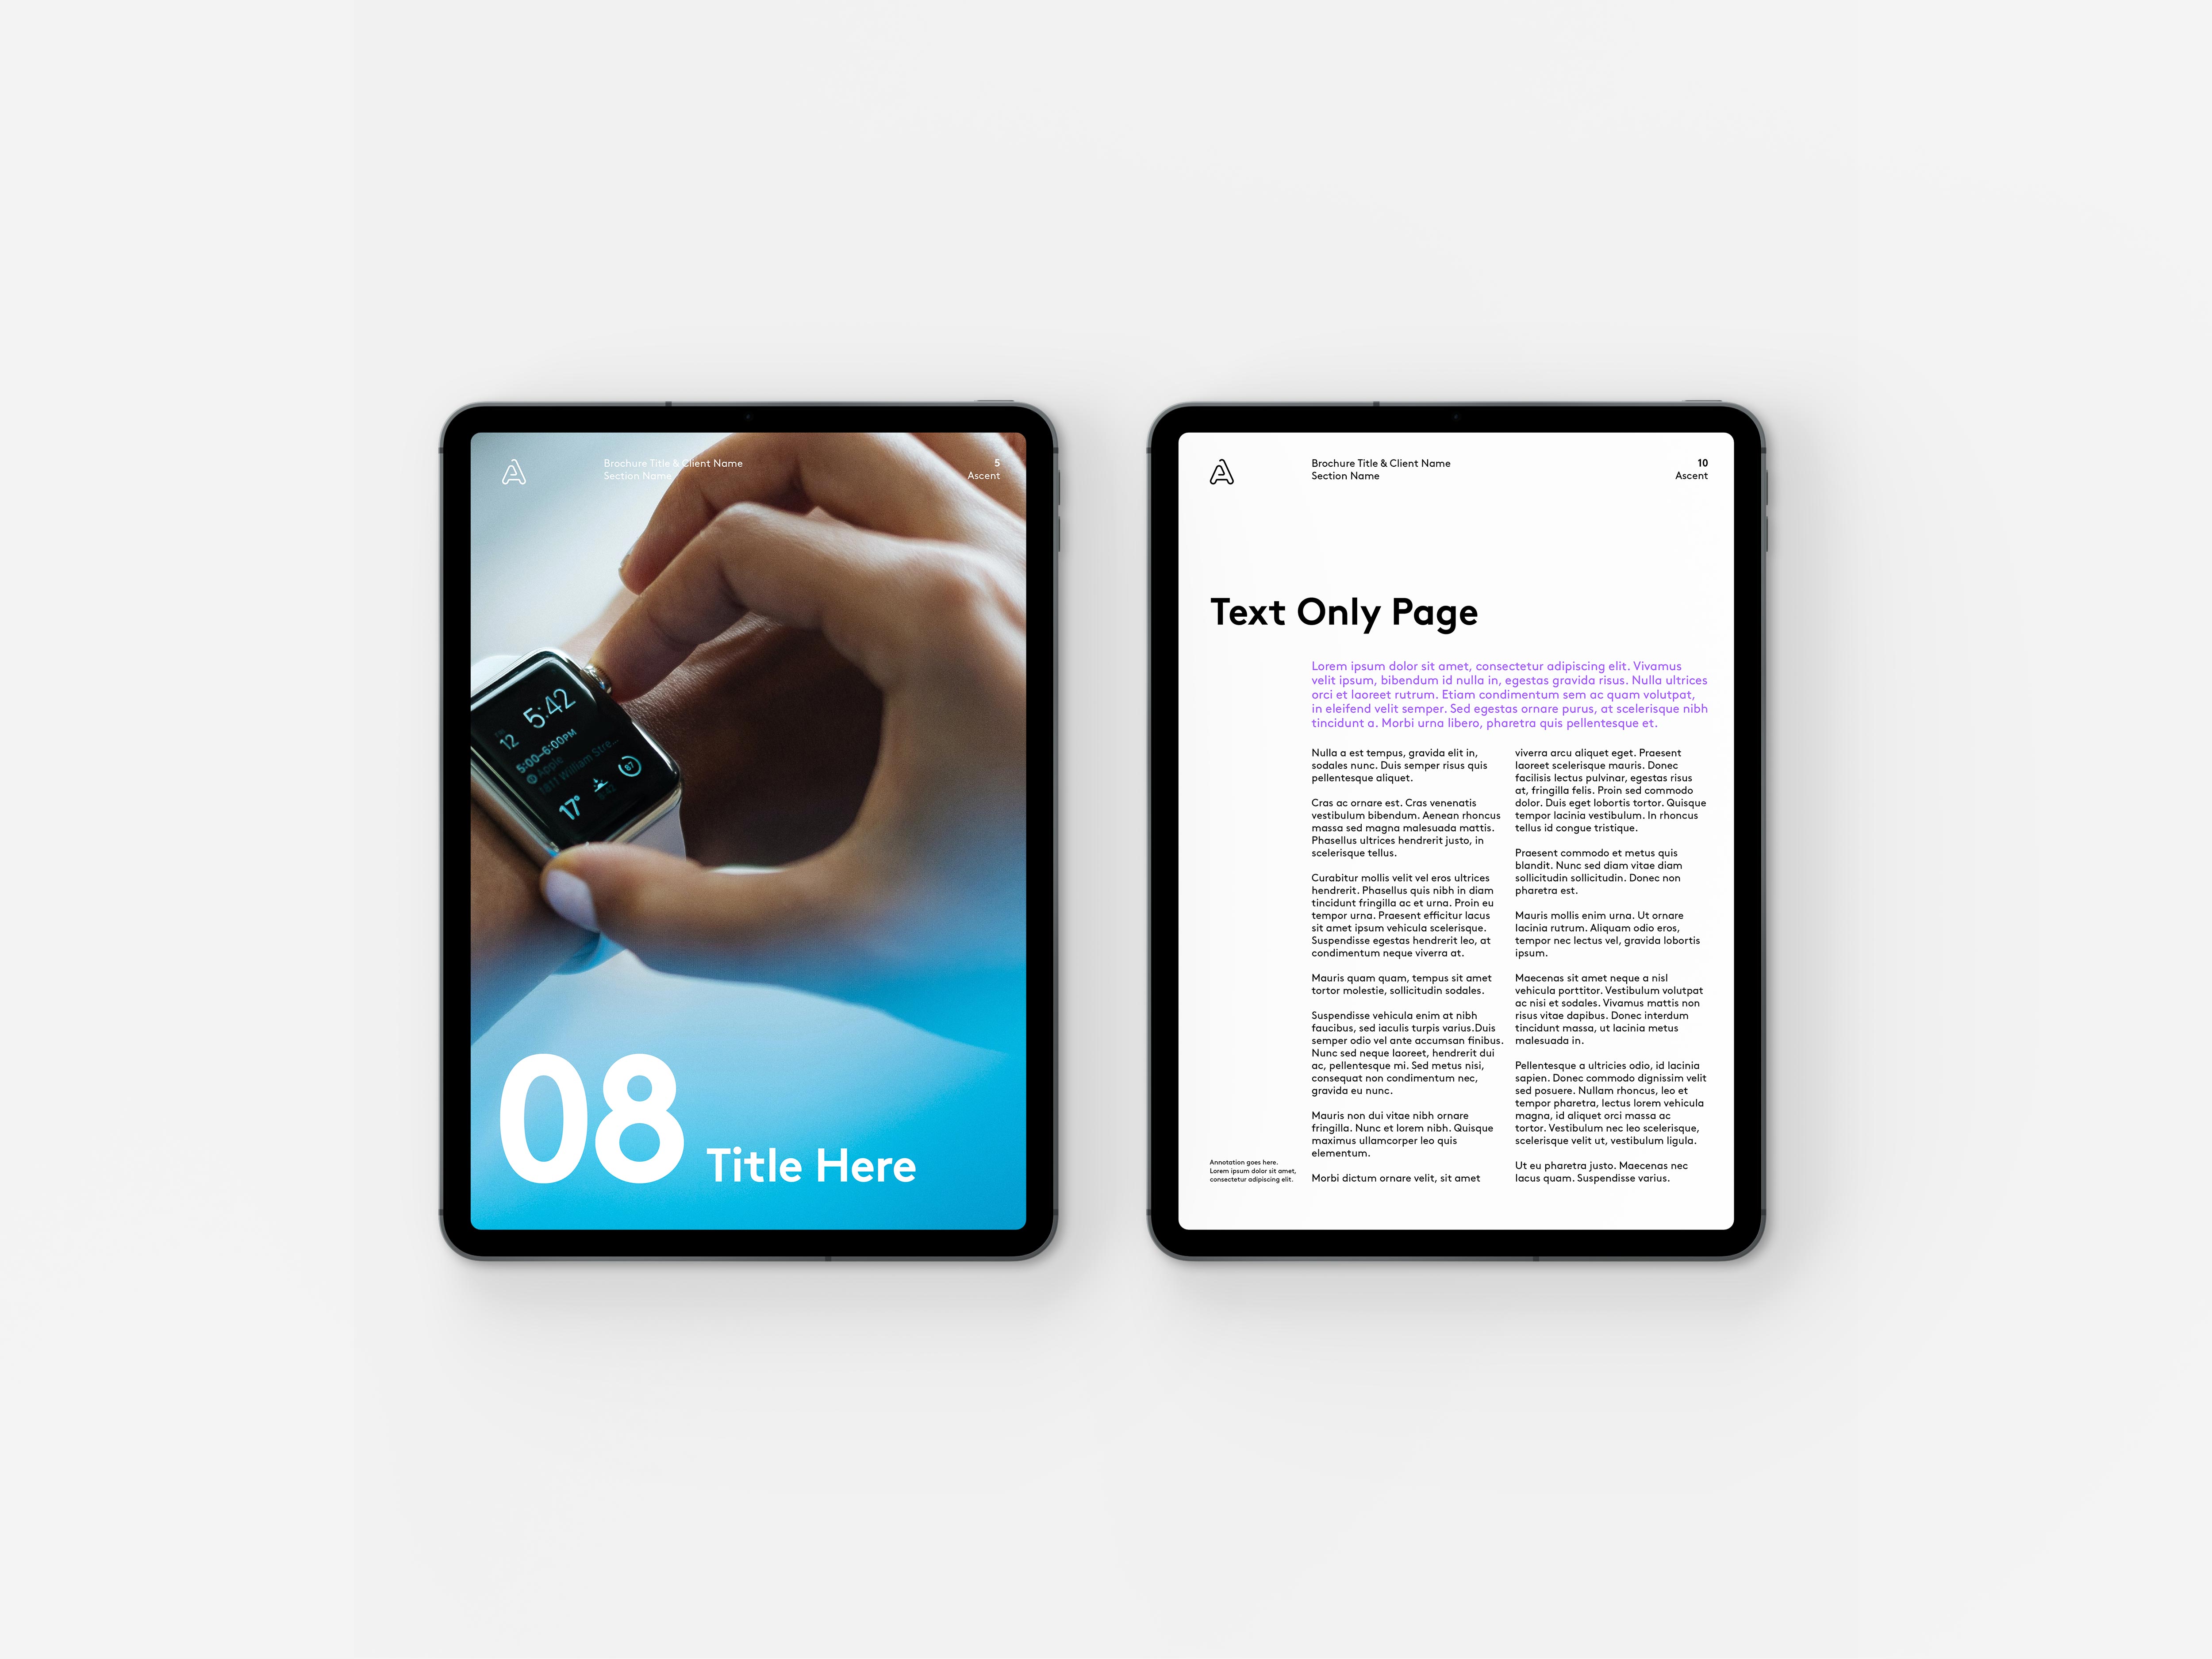 Brochure Title & Client Name
Section Name
5
Ascent
5:42
FRI
12
5:00–6:00PM
Apple
1811 William Stre...
17°
5:42
87
08
Title Here
Brochure Title & Client Name
Section Name
10
Ascent
Text Only Page
Lorem ipsum dolor sit amet, consectetur adipiscing elit. Vivamus
velit ipsum, bibendum id nulla in, egestas gravida risus. Nulla ultrices
orci et laoreet rutrum. Etiam condimentum sem ac quam volutpat,
in eleifend velit semper. Sed egestas ornare purus, at scelerisque nibh
tincidunt a. Morbi urna libero, pharetra quis pellentesque et.
Nulla a est tempus, gravida elit in,
sodales nunc. Duis semper risus quis
pellentesque aliquet.
Cras ac ornare est. Cras venenatis
vestibulum bibendum. Aenean rhoncus
massa sed magna malesuada mattis.
Phasellus ultrices hendrerit justo, in
scelerisque tellus.
Curabitur mollis velit vel eros ultrices
hendrerit. Phasellus quis nibh in diam
tincidunt fringilla ac et urna. Proin eu
tempor urna. Praesent efficitur lacus
sit amet ipsum vehicula scelerisque.
Suspendisse egestas hendrerit leo, at
condimentum neque viverra at.
Mauris quam quam, tempus sit amet
tortor molestie, sollicitudin sodales.
Suspendisse vehicula enim at nibh
faucibus, sed iaculis turpis varius.Duis
semper odio vel ante accumsan finibus.
Nunc sed neque laoreet, hendrerit dui
ac, pellentesque mi. Sed metus nisi,
consequat non condimentum nec,
gravida eu nunc.
Mauris non dui vitae nibh ornare
fringilla. Nunc et lorem nibh. Quisque
maximus ullamcorper leo quis
elementum.
Morbi dictum ornare velit, sit amet
viverra arcu aliquet eget. Praesent
laoreet scelerisque mauris. Donec
facilisis lectus pulvinar, egestas risus
at, fringilla felis. Proin sed commodo
dolor. Duis eget lobortis tortor. Quisque
tempor lacinia vestibulum. In rhoncus
tellus id congue tristique.
Praesent commodo et metus quis
blandit. Nunc sed diam vitae diam
sollicitudin sollicitudin. Donec non
pharetra est.
Mauris mollis enim urna. Ut ornare
lacinia rutrum. Aliquam odio eros,
tempor nec lectus vel, gravida lobortis
ipsum.
Maecenas sit amet neque a nisl
vehicula porttitor. Vestibulum volutpat
ac nisi et sodales. Vivamus mattis non
risus vitae dapibus. Donec interdum
tincidunt massa, ut lacinia metus
malesuada in.
Pellentesque a ultricies odio, id lacinia
sapien. Donec commodo dignissim velit
sed posuere. Nullam rhoncus, leo et
tempor pharetra, lectus lorem vehicula
magna, id aliquet orci massa ac
tortor. Vestibulum nec leo scelerisque,
scelerisque velit ut, vestibulum ligula.
Ut eu pharetra justo. Maecenas nec
lacus quam. Suspendisse varius.
Annotation goes here.
Lorem ipsum dolor sit amet,
consectetur adipiscing elit.